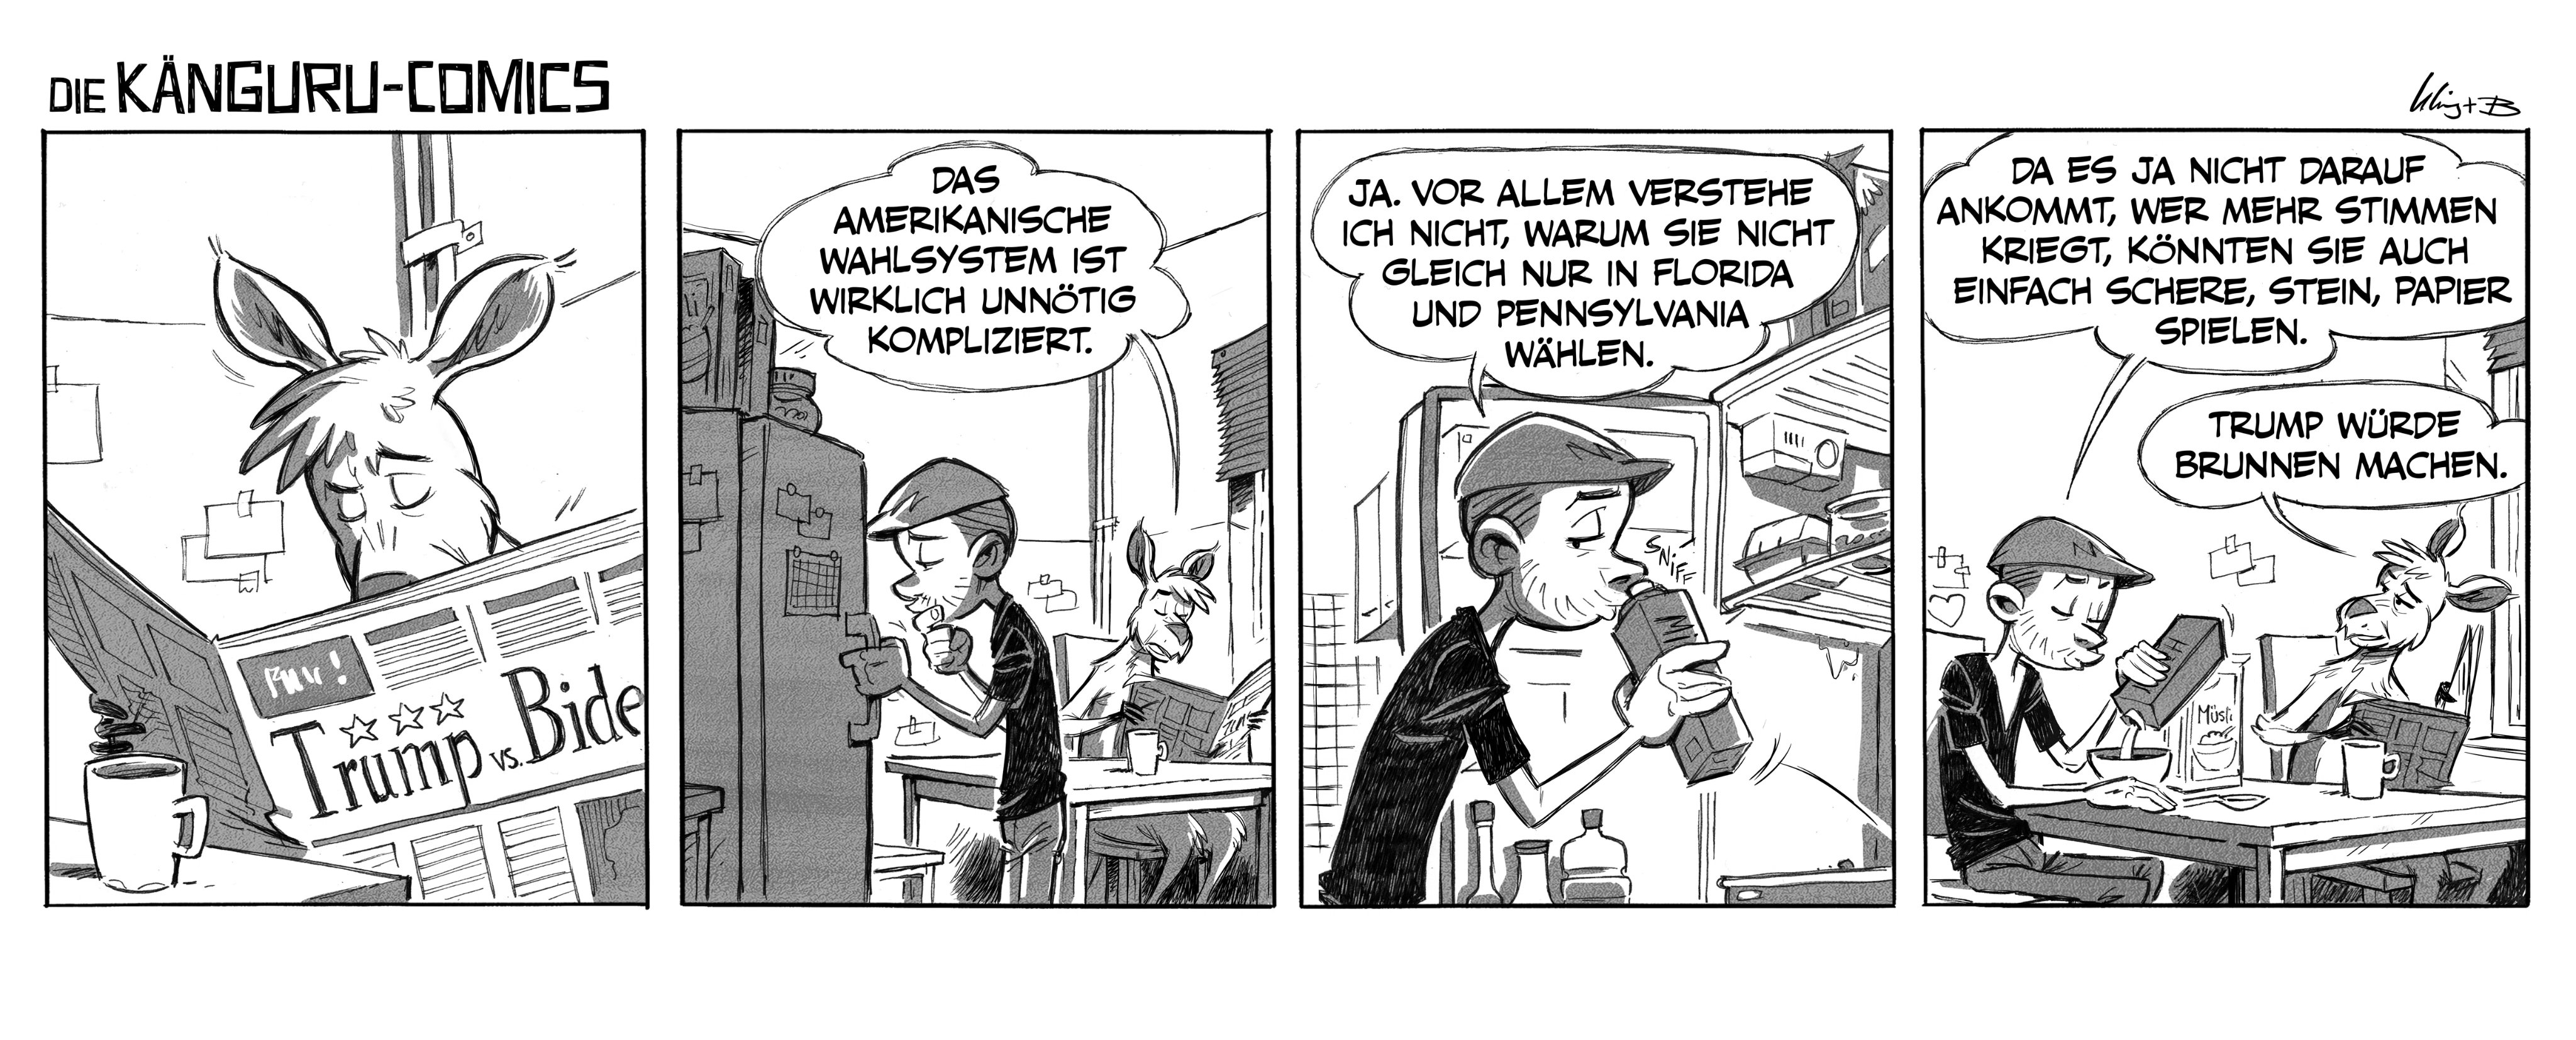 DIE KÄNGURU-COMICS
Trump vs. Bide
DAS
AMERIKANISCHE
WAHLSYSTEM IST
WIRKLICH UNNÖTIG
KOMPLIZIERT.
JA. VOR ALLEM VERSTEHE
ICH NICHT, WARUM SIE NICHT
GLEICH NUR IN FLORIDA
UND PENNSYLVANIA
WÄHLEN.
SNIFF
DA ES JA NICHT DARAUF
ANKOMMT, WER MEHR STIMMEN
KRIEGT, KÖNNTEN SIE AUCH
EINFACH SCHERE, STEIN, PAPIER
SPIELEN.
TRUMP WÜRDE
BRUNNEN MACHEN.
Müsli